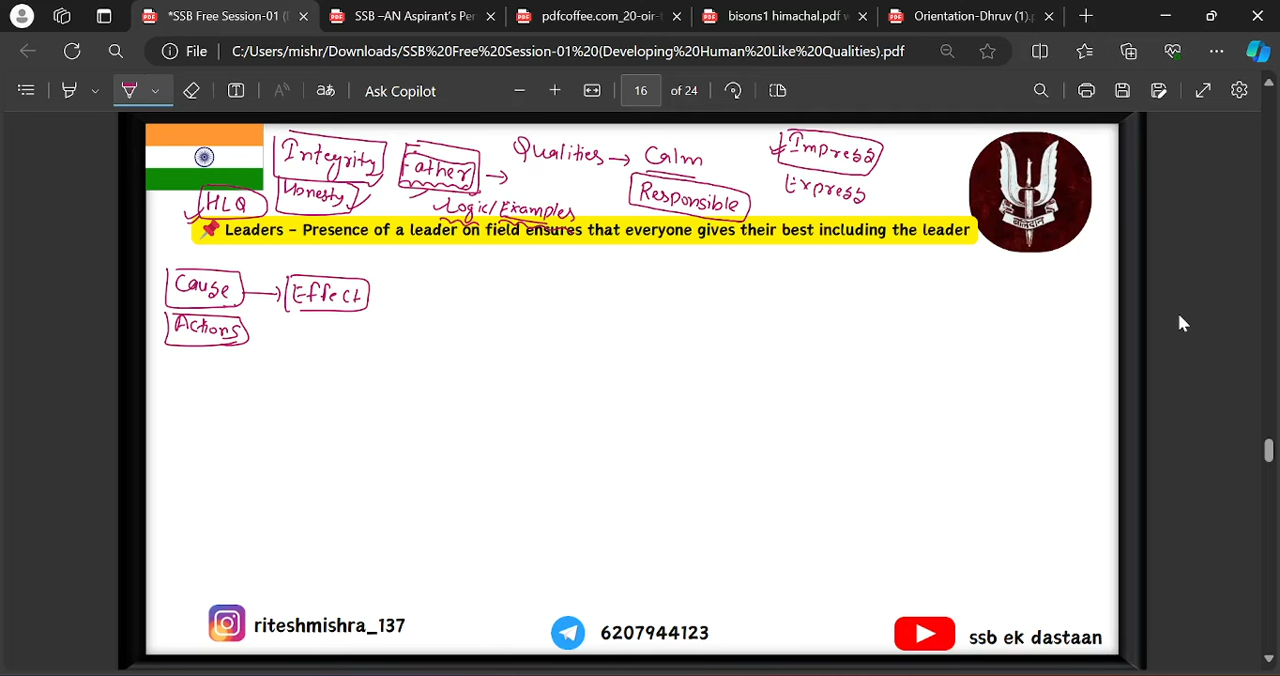 *SSB Free Session-01 (
SSB –AN Aspirant's Pe
pdfcoffee.com_20-oir-t
bisons1 himachal.pdf
Orientation-Dhruv (1).p
File
C:/Users/mishr/Downloads/SSB%20Free%20Session-01%20(Developing%20Human%20Like%20Qualities).pdf
Ask Copilot
16 of 24
Integrity
Father
Qualities → Calm
Impress
HLQ
Honesty
Responsible
Express
Logic/Examples
बलिदान
📌 Leaders - Presence of a leader on field ensures that everyone gives their best including the leader
Cause → Effect
Actions
riteshmishra_137
6207944123
ssb ek dastaan